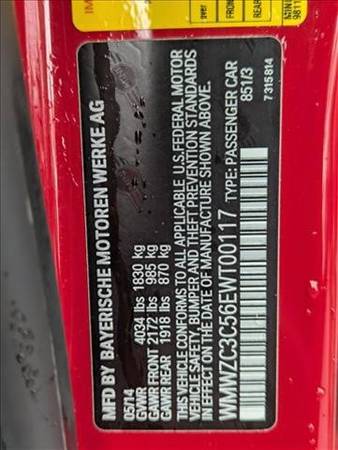 MFD BY BAYERISCHE MOTOREN WERKE AG
05/14
GVWR 4034 lbs 1830 kg
GAWR FRONT 2172 lbs 985 kg
GAWR REAR 1918 lbs 870 kg
THIS VEHICLE CONFORMS TO ALL APPLICABLE U.S.FEDERAL MOTOR
VEHICLE SAFETY, BUMPER AND THEFT PREVENTION STANDARDS
IN EFFECT ON THE DATE OF MANUFACTURE SHOWN ABOVE.
WMWZC3C56EWT00117 TYPE: PASSENGER CAR
851/3
7315814
FRON
REAR